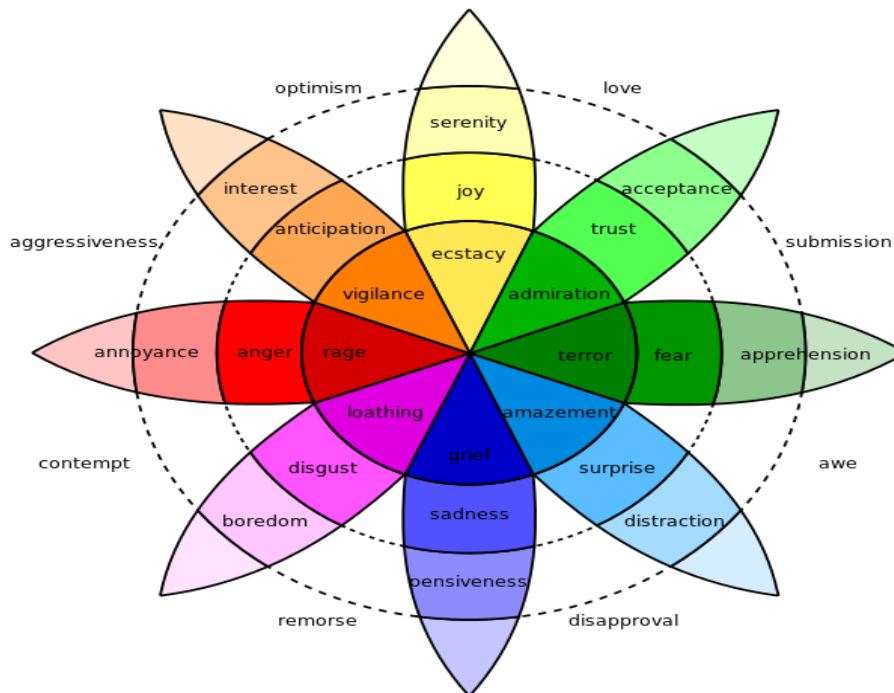 optimism
love
serenity
interest
acceptance
joy
anticipation
trust
aggressiveness
submission
ecstacy
vigilance
admiration
annoyance
anger
rage
terror
fear
apprehension
loathing
amazement
contempt
disgust
grief
surprise
awe
boredom
sadness
distraction
pensiveness
remorse
disapproval